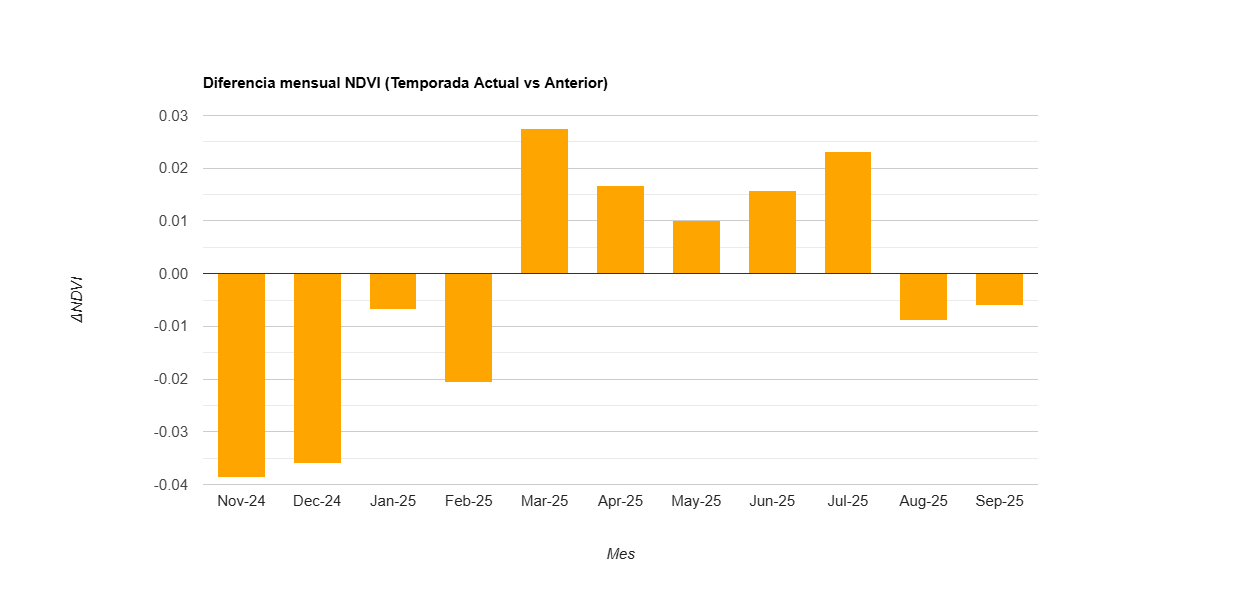 Diferencia mensual NDVI (Temporada Actual vs Anterior)
0.03
0.02
0.01
0.00
-0.01
-0.02
-0.03
-0.04
ΔNDVI
Nov-24 Dec-24 Jan-25 Feb-25 Mar-25 Apr-25 May-25 Jun-25 Jul-25 Aug-25 Sep-25
Mes